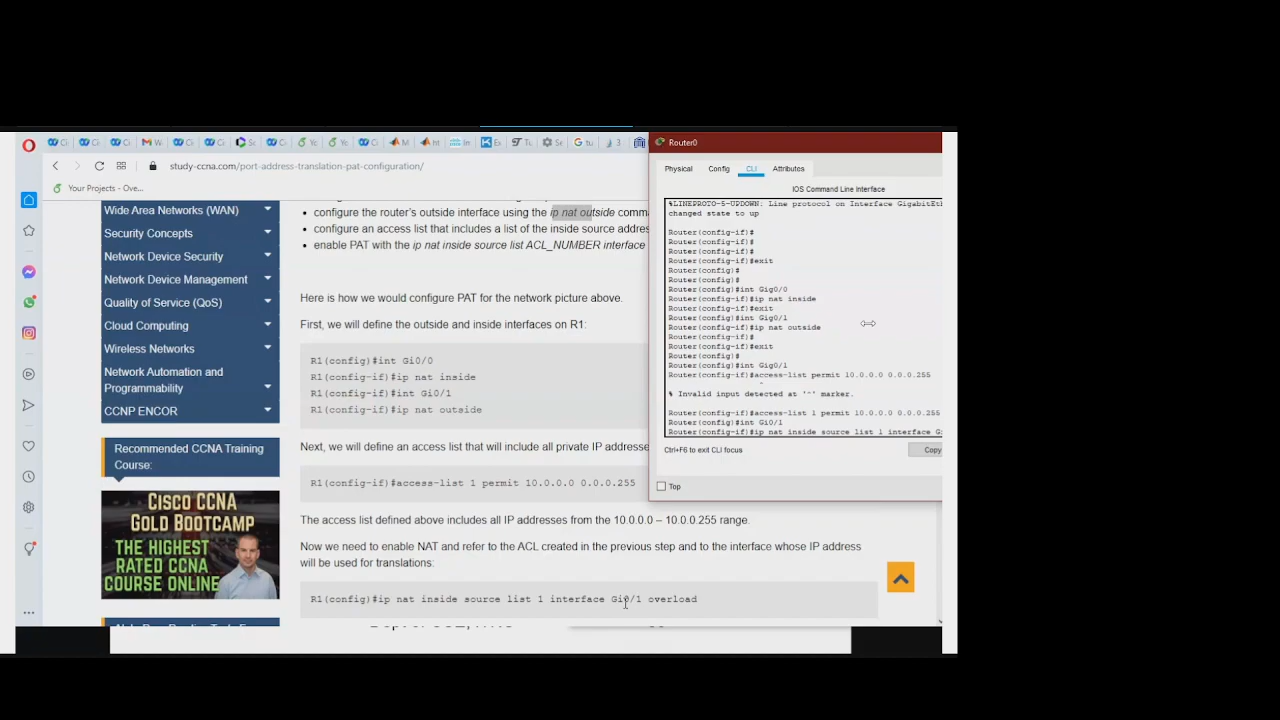 study-ccna.com/port-address-translation-pat-configuration/
Your Projects - Ove...
Wide Area Networks (WAN)
Security Concepts
Network Device Security
Network Device Management
Quality of Service (QoS)
Cloud Computing
Wireless Networks
Network Automation and
Programmability
CCNP ENCOR
Recommended CCNA Training
Course:
CISCO CCNA
GOLD BOOTCAMP
THE HIGHEST
RATED CCNA
COURSE ONLINE
configure the router's outside interface using the ip nat outside comma
configure an access list that includes a list of the inside source addres
enable PAT with the ip nat inside source list ACL_NUMBER interface
Here is how we would configure PAT for the network picture above.
First, we will define the outside and inside interfaces on R1:
R1(config)#int Gi0/0
R1(config-if)#ip nat inside
R1(config-if)#int Gi0/1
R1(config-if)#ip nat outside
Next, we will define an access list that will include all private IP addresse
R1(config-if)#access-list 1 permit 10.0.0.0 0.0.0.255
The access list defined above includes all IP addresses from the 10.0.0.0 – 10.0.0.255 range.
Now we need to enable NAT and refer to the ACL created in the previous step and to the interface whose IP address
will be used for translations:
R1(config)#ip nat inside source list 1 interface Gi0/1 overload
Router0
Physical Config CLI Attributes
IOS Command Line Interface
%LINEPROTO-5-UPDOWN: Line protocol on Interface GigabitEt
changed state to up
Router(config-if)#
Router(config-if)#
Router(config-if)#
Router(config-if)#exit
Router(config)#
Router(config)#
Router(config)#int Gig0/0
Router(config-if)#ip nat inside
Router(config-if)#exit
Router(config)#int Gig0/1
Router(config-if)#ip nat outside
Router(config-if)#
Router(config-if)#exit
Router(config)#
Router(config)#int Gig0/1
Router(config-if)#access-list permit 10.0.0.0 0.0.0.255
^
% Invalid input detected at '^' marker.
Router(config-if)#access-list 1 permit 10.0.0.0 0.0.0.255
Router(config)#int Gi0/1
Router(config-if)#ip nat inside source list 1 interface G
Ctrl+F6 to exit CLI focus
Copy
Top